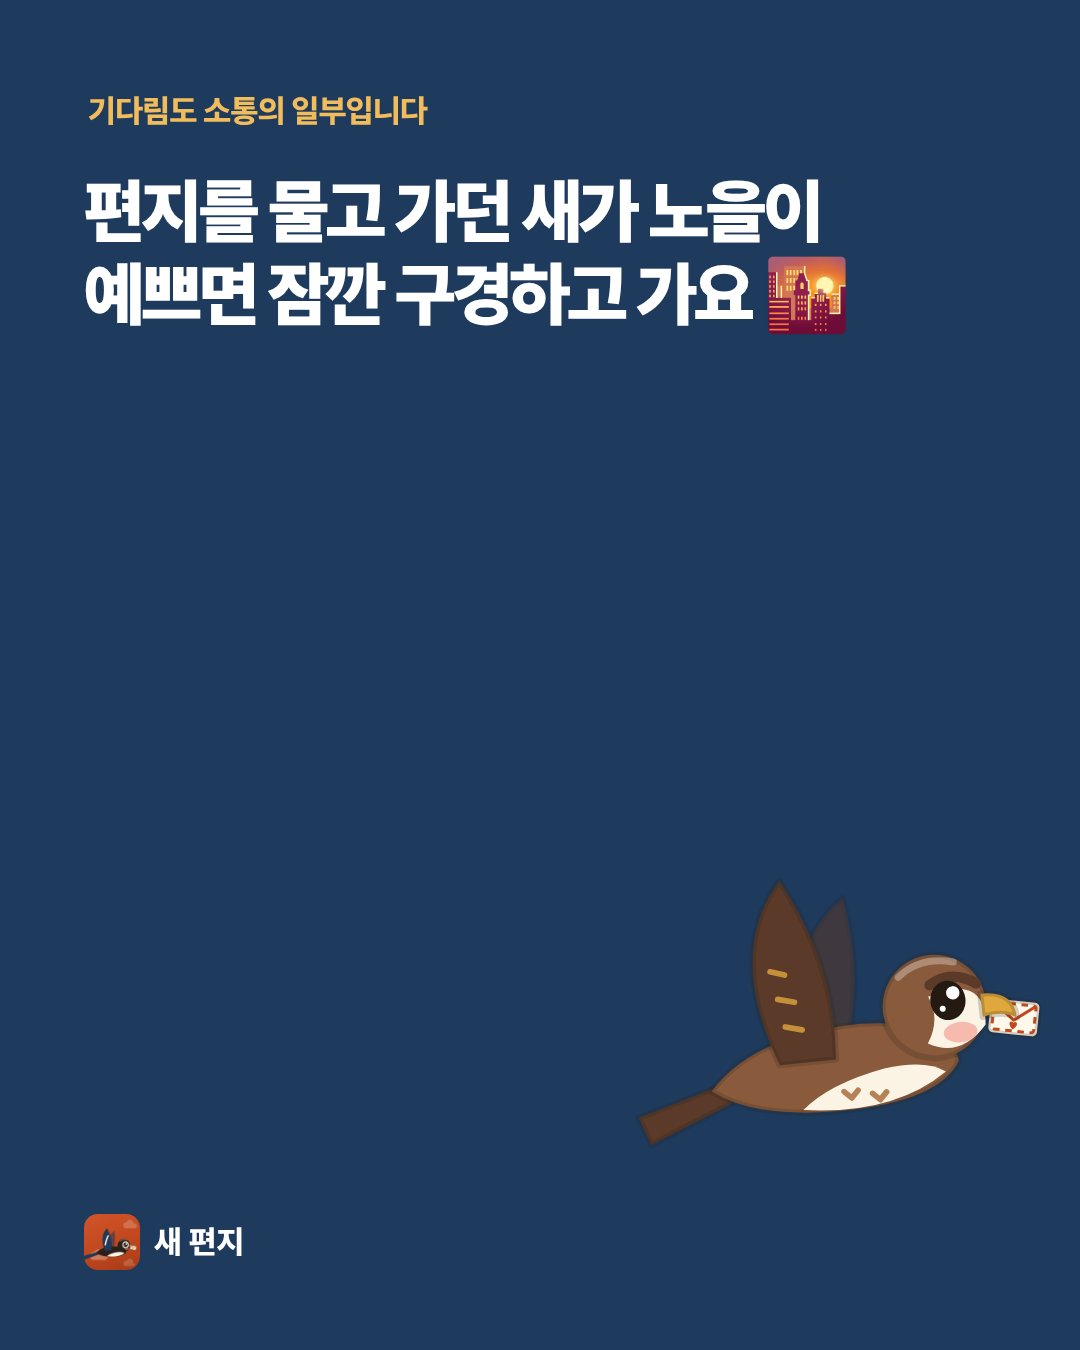 기다림도 소통의 일부입니다
편지를 물고 가던 새가 노을이
예쁘면 잠깐 구경하고 가요 🌇
새 편지